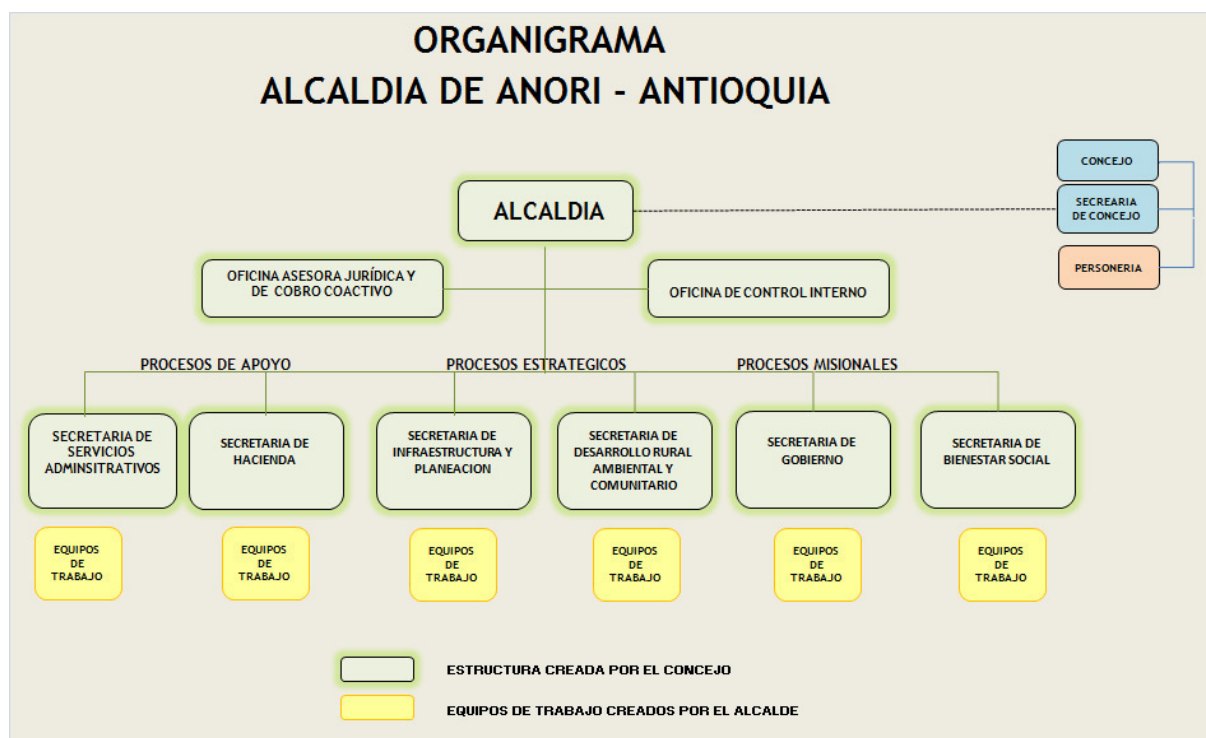 ORGANIGRAMA
ALCALDIA DE ANORI - ANTIOQUIA
CONCEJO
SECREARIA
DE CONCEJO
PERSONERIA
ALCALDIA
OFICINA ASESORA JURÍDICA Y
DE COBRO COACTIVO
OFICINA DE CONTROL INTERNO
PROCESOS DE APOYO
PROCESOS ESTRATEGICOS
PROCESOS MISIONALES
SECRETARIA DE
SERVICIOS
ADMINSITRATIVOS
SECRETARIA DE
HACIENDA
SECRETARIA DE
INFRAESTRUCTURA Y
PLANEACION
SECRETARIA DE
DESARROLLO RURAL
AMBIENTAL Y
COMUNITARIO
SECRETARIA DE
GOBIERNO
SECRETARIA DE
BIENESTAR SOCIAL
EQUIPOS
DE
TRABAJO
EQUIPOS
DE
TRABAJO
EQUIPOS
DE
TRABAJO
EQUIPOS
DE
TRABAJO
EQUIPOS
DE
TRABAJO
EQUIPOS
DE
TRABAJO
ESTRUCTURA CREADA POR EL CONCEJO
EQUIPOS DE TRABAJO CREADOS POR EL ALCALDE